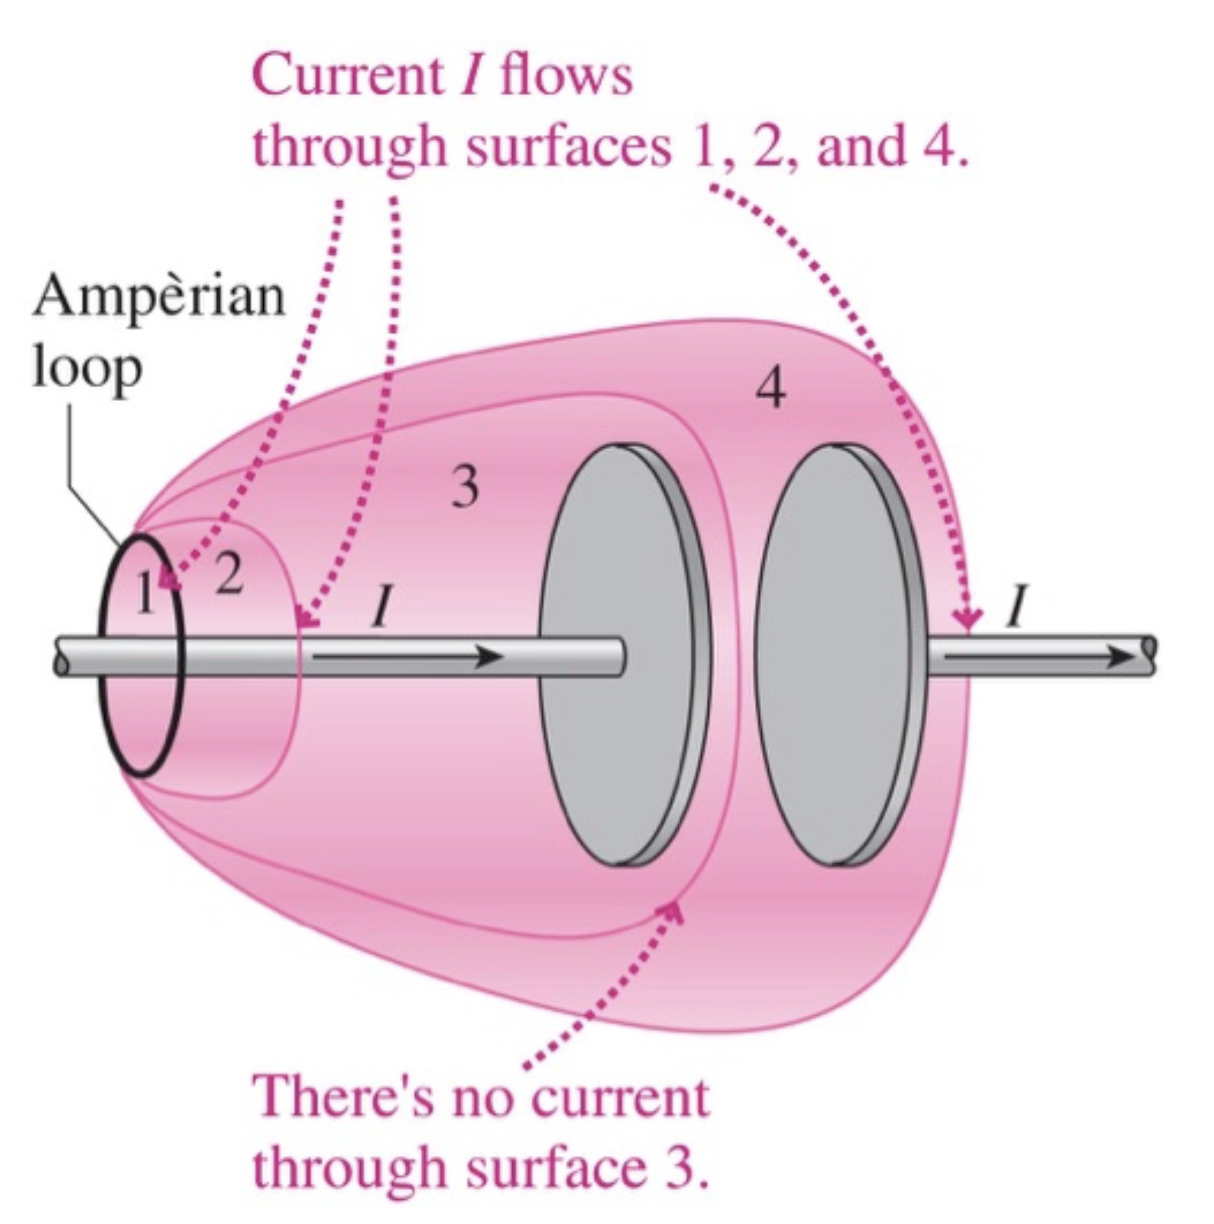 Current I flows
through surfaces 1, 2, and 4.
Ampèrian
loop
4
3
2
1
I
I
There's no current
through surface 3.